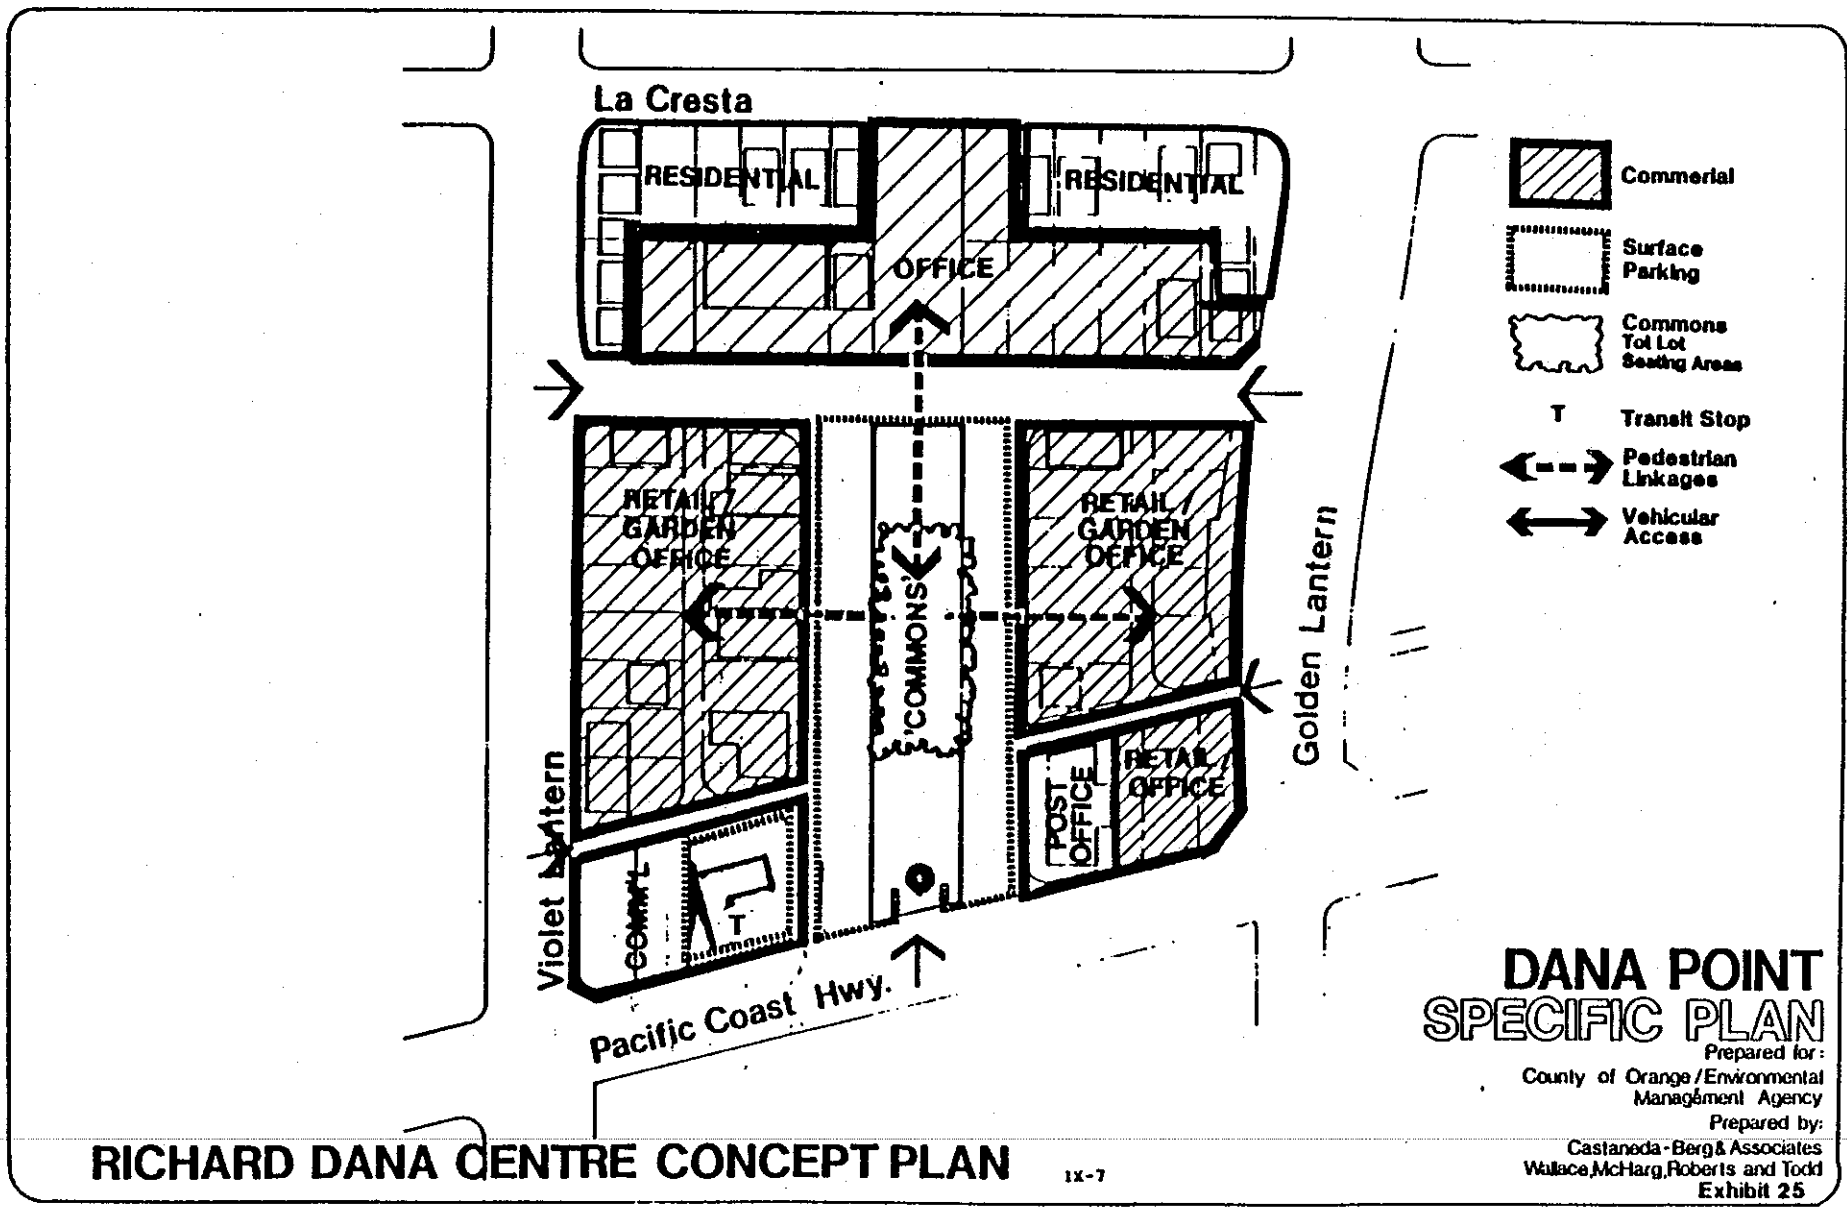 La Cresta
RESIDENTIAL
RESIDENTIAL
OFFICE
RETAIL /
GARDEN
OFFICE
RETAIL /
GARDEN
OFFICE
'COMMONS'
RETAIL /
OFFICE
POST
OFFICE
COMM'L
T
Violet Lantern
Golden Lantern
Pacific Coast Hwy.
Commerial
Surface
Parking
Commons
Tot Lot
Seating Areas
T Transit Stop
Pedestrian
Linkages
Vehicular
Access
DANA POINT
SPECIFIC PLAN
Prepared for:
County of Orange/Environmental
Management Agency
Prepared by:
Castaneda-Berg& Associates
Wallace,McHarg,Roberts and Todd
Exhibit 25
RICHARD DANA CENTRE CONCEPT PLAN
IX-7